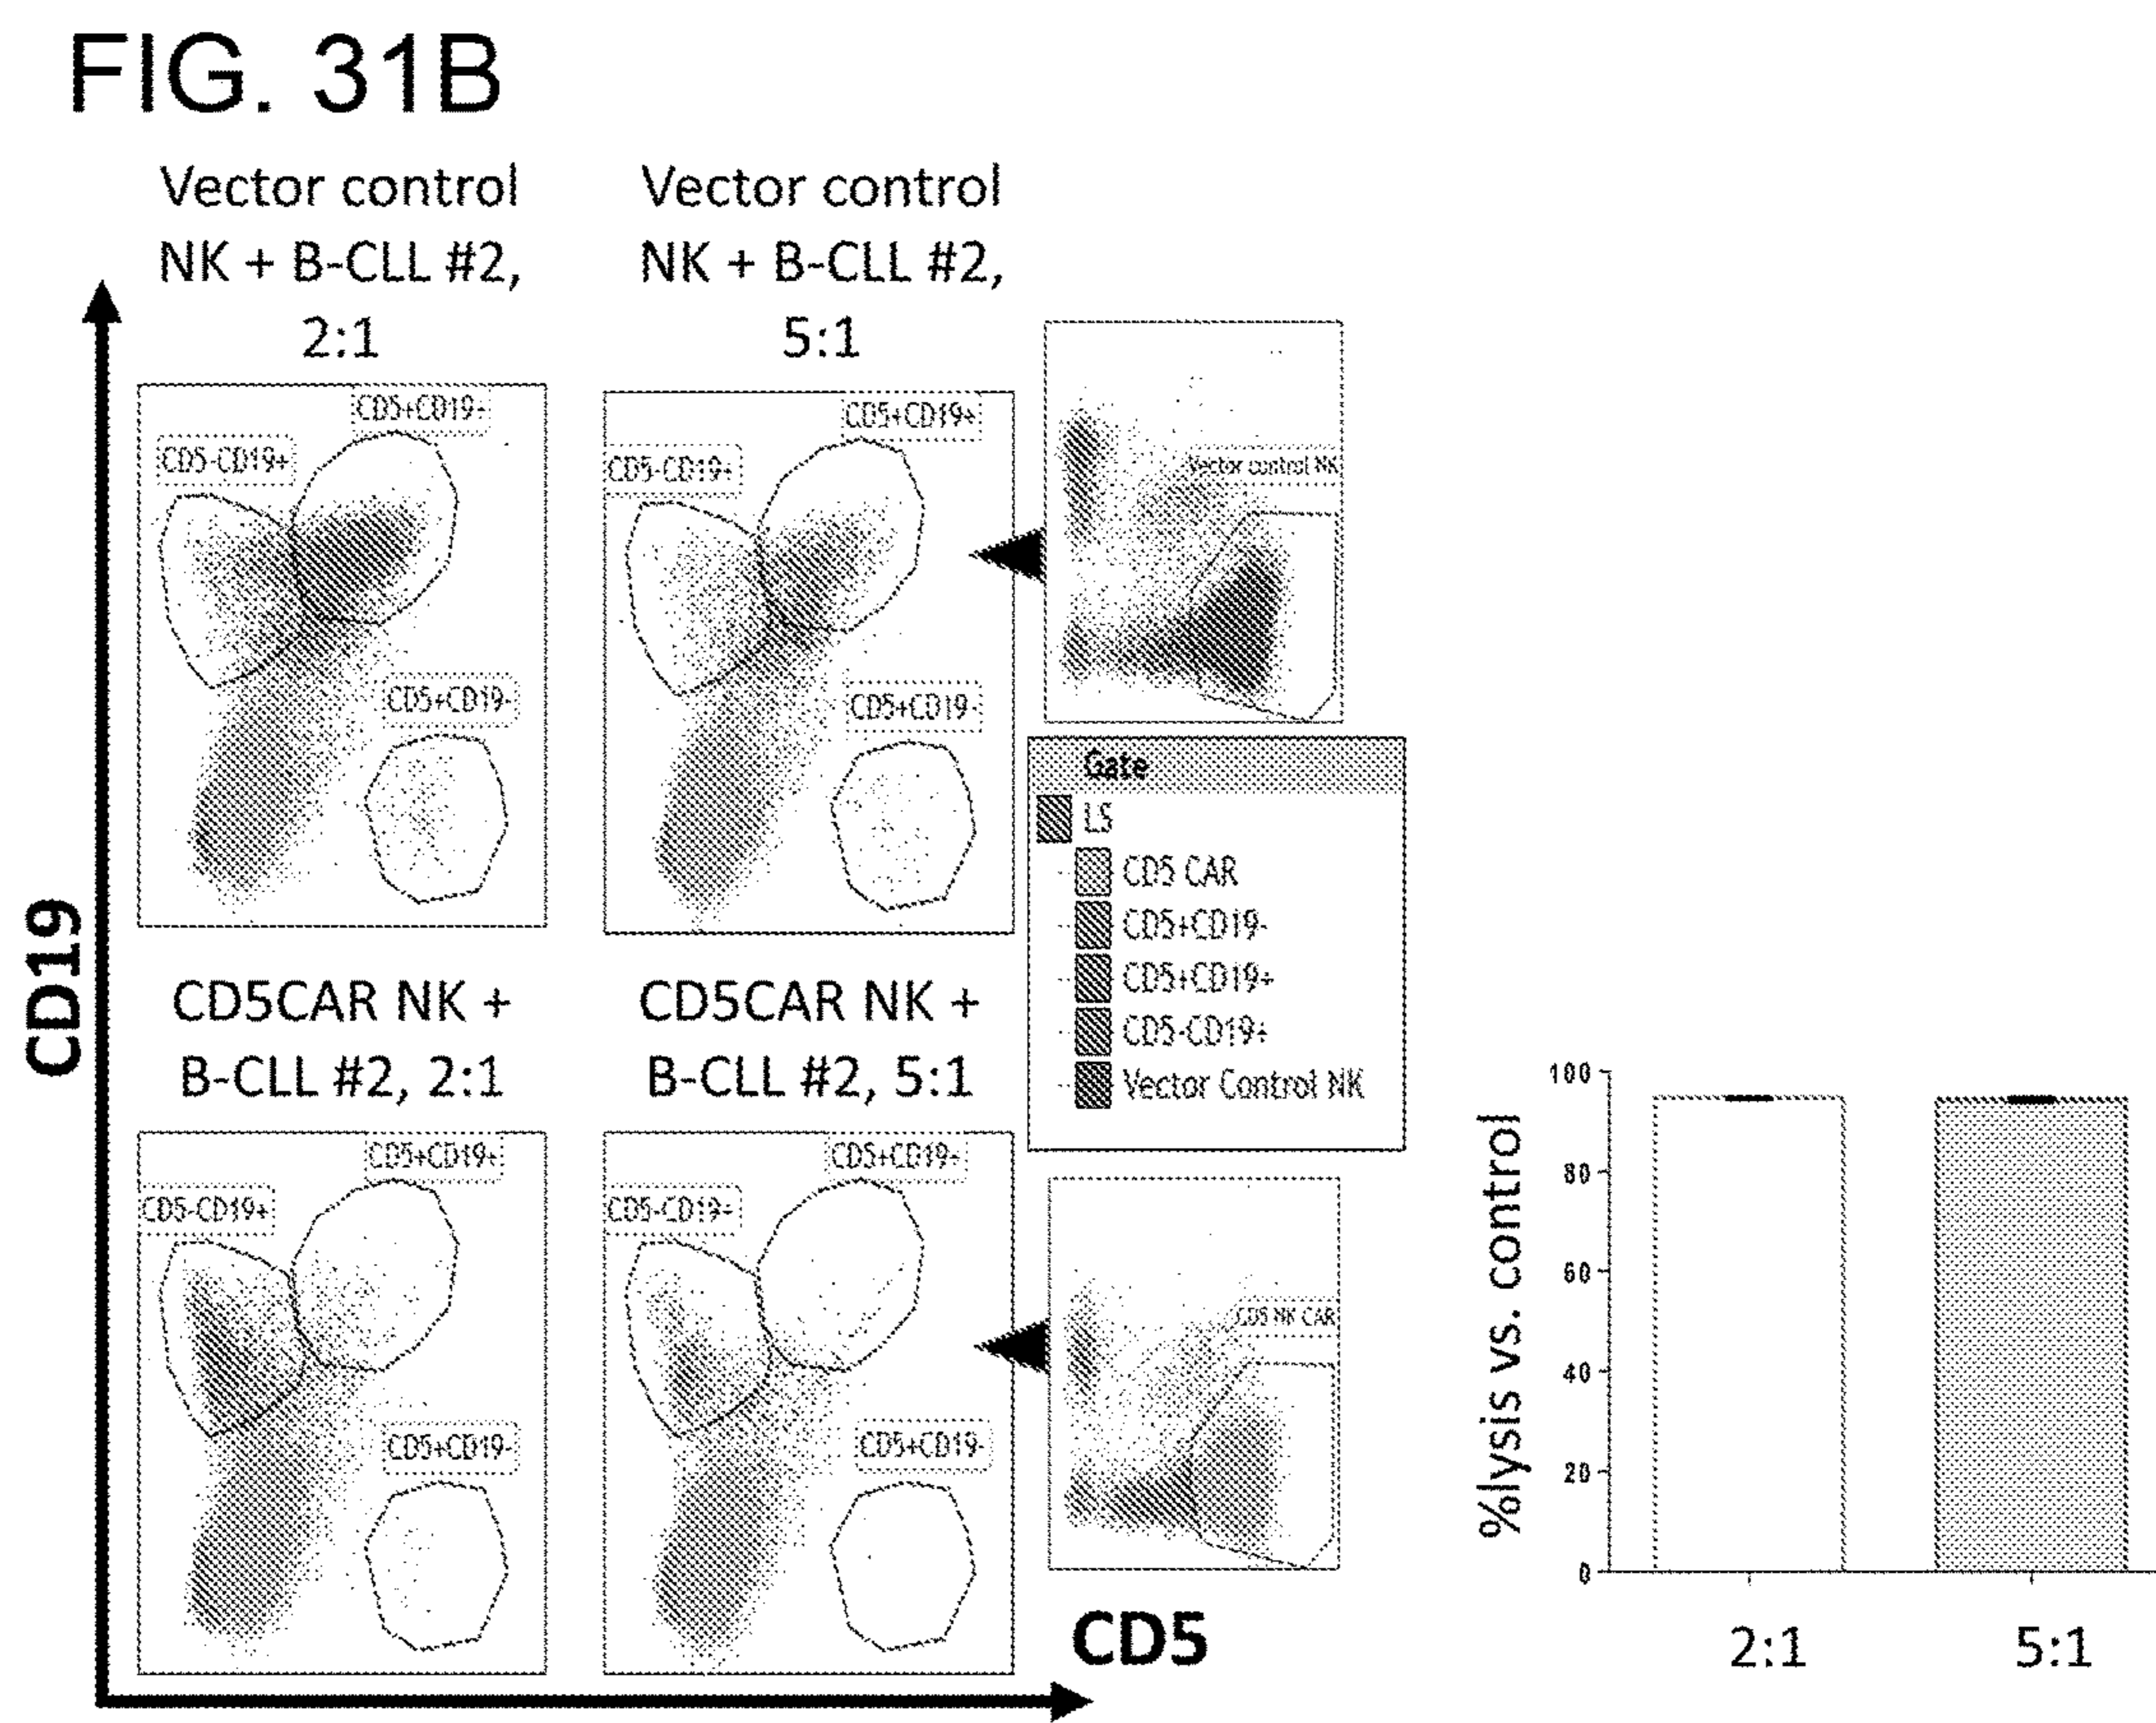 FIG. 31B
Vector control
NK + B-CLL #2,
2:1
Vector control
NK + B-CLL #2,
5:1
CD5+CD19+
CD5-CD19+
CD5+CD19-
CD5+CD19+
CD5-CD19+
CD5+CD19-
Vector control NK
Gate
LS
CD5 CAR
CD5+CD19-
CD5+CD19+
CD5-CD19+
Vector Control NK
CD19
CD5CAR NK +
B-CLL #2, 2:1
CD5CAR NK +
B-CLL #2, 5:1
CD5+CD19+
CD5-CD19+
CD5+CD19-
CD5+CD19+
CD5-CD19+
CD5+CD19-
CD5 NK CAR
CD5
%lysis vs. control
100
80
60
40
20
0
2:1
5:1